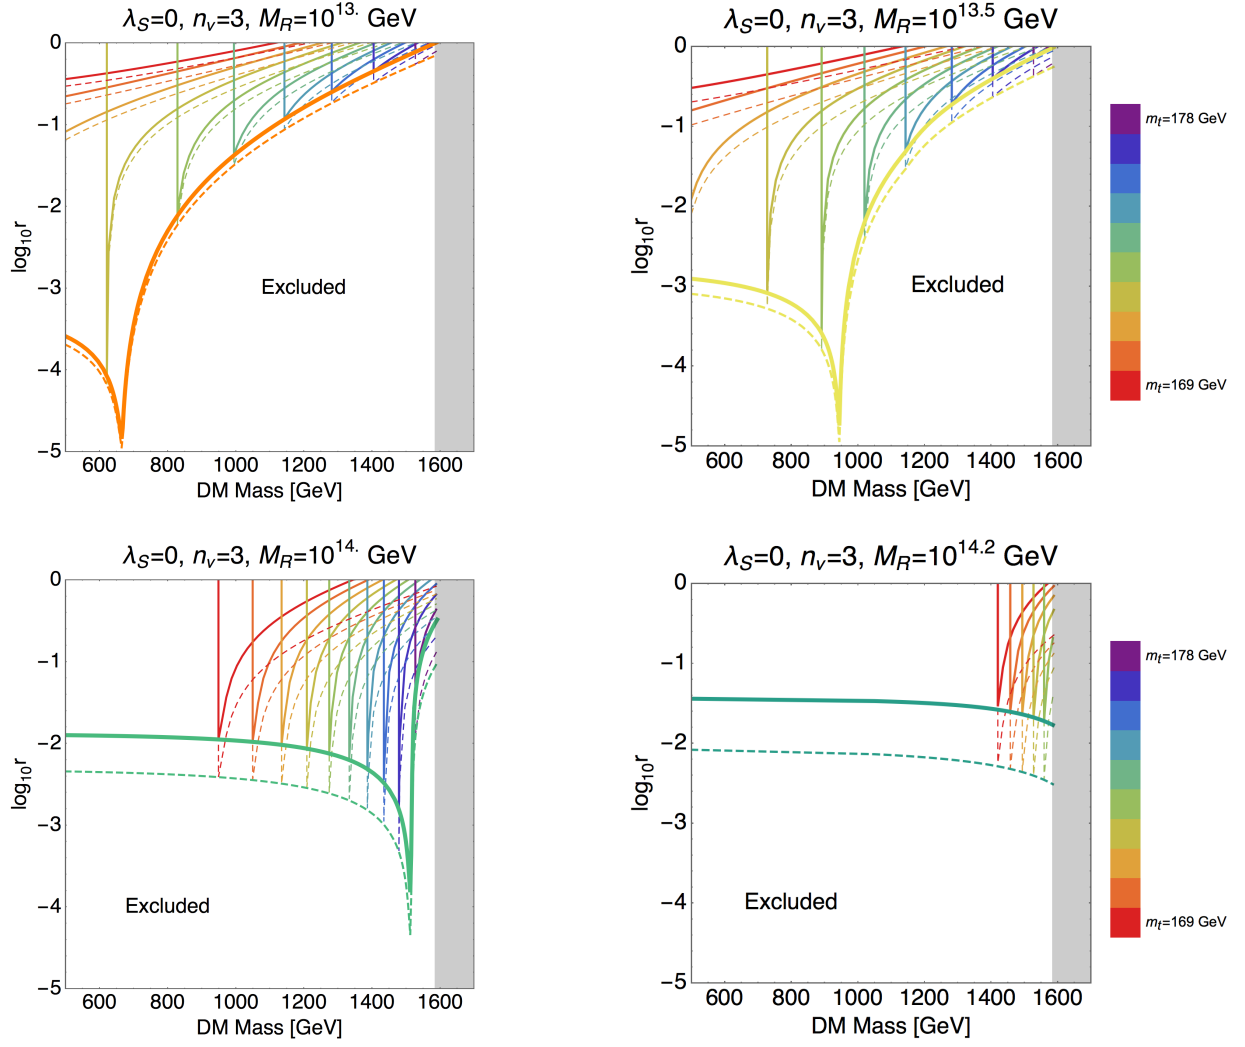 λS=0, nv=3, MR=10^13. GeV
0
−1
−2
−3
−4
−5
log10r
Excluded
600 800 1000 1200 1400 1600
DM Mass [GeV]
λS=0, nv=3, MR=10^13.5 GeV
0
−1
−2
−3
−4
−5
log10r
Excluded
600 800 1000 1200 1400 1600
DM Mass [GeV]
mt=178 GeV
mt=169 GeV
λS=0, nv=3, MR=10^14. GeV
0
−1
−2
−3
−4
−5
log10r
Excluded
600 800 1000 1200 1400 1600
DM Mass [GeV]
λS=0, nv=3, MR=10^14.2 GeV
0
−1
−2
−3
−4
−5
log10r
Excluded
600 800 1000 1200 1400 1600
DM Mass [GeV]
mt=178 GeV
mt=169 GeV